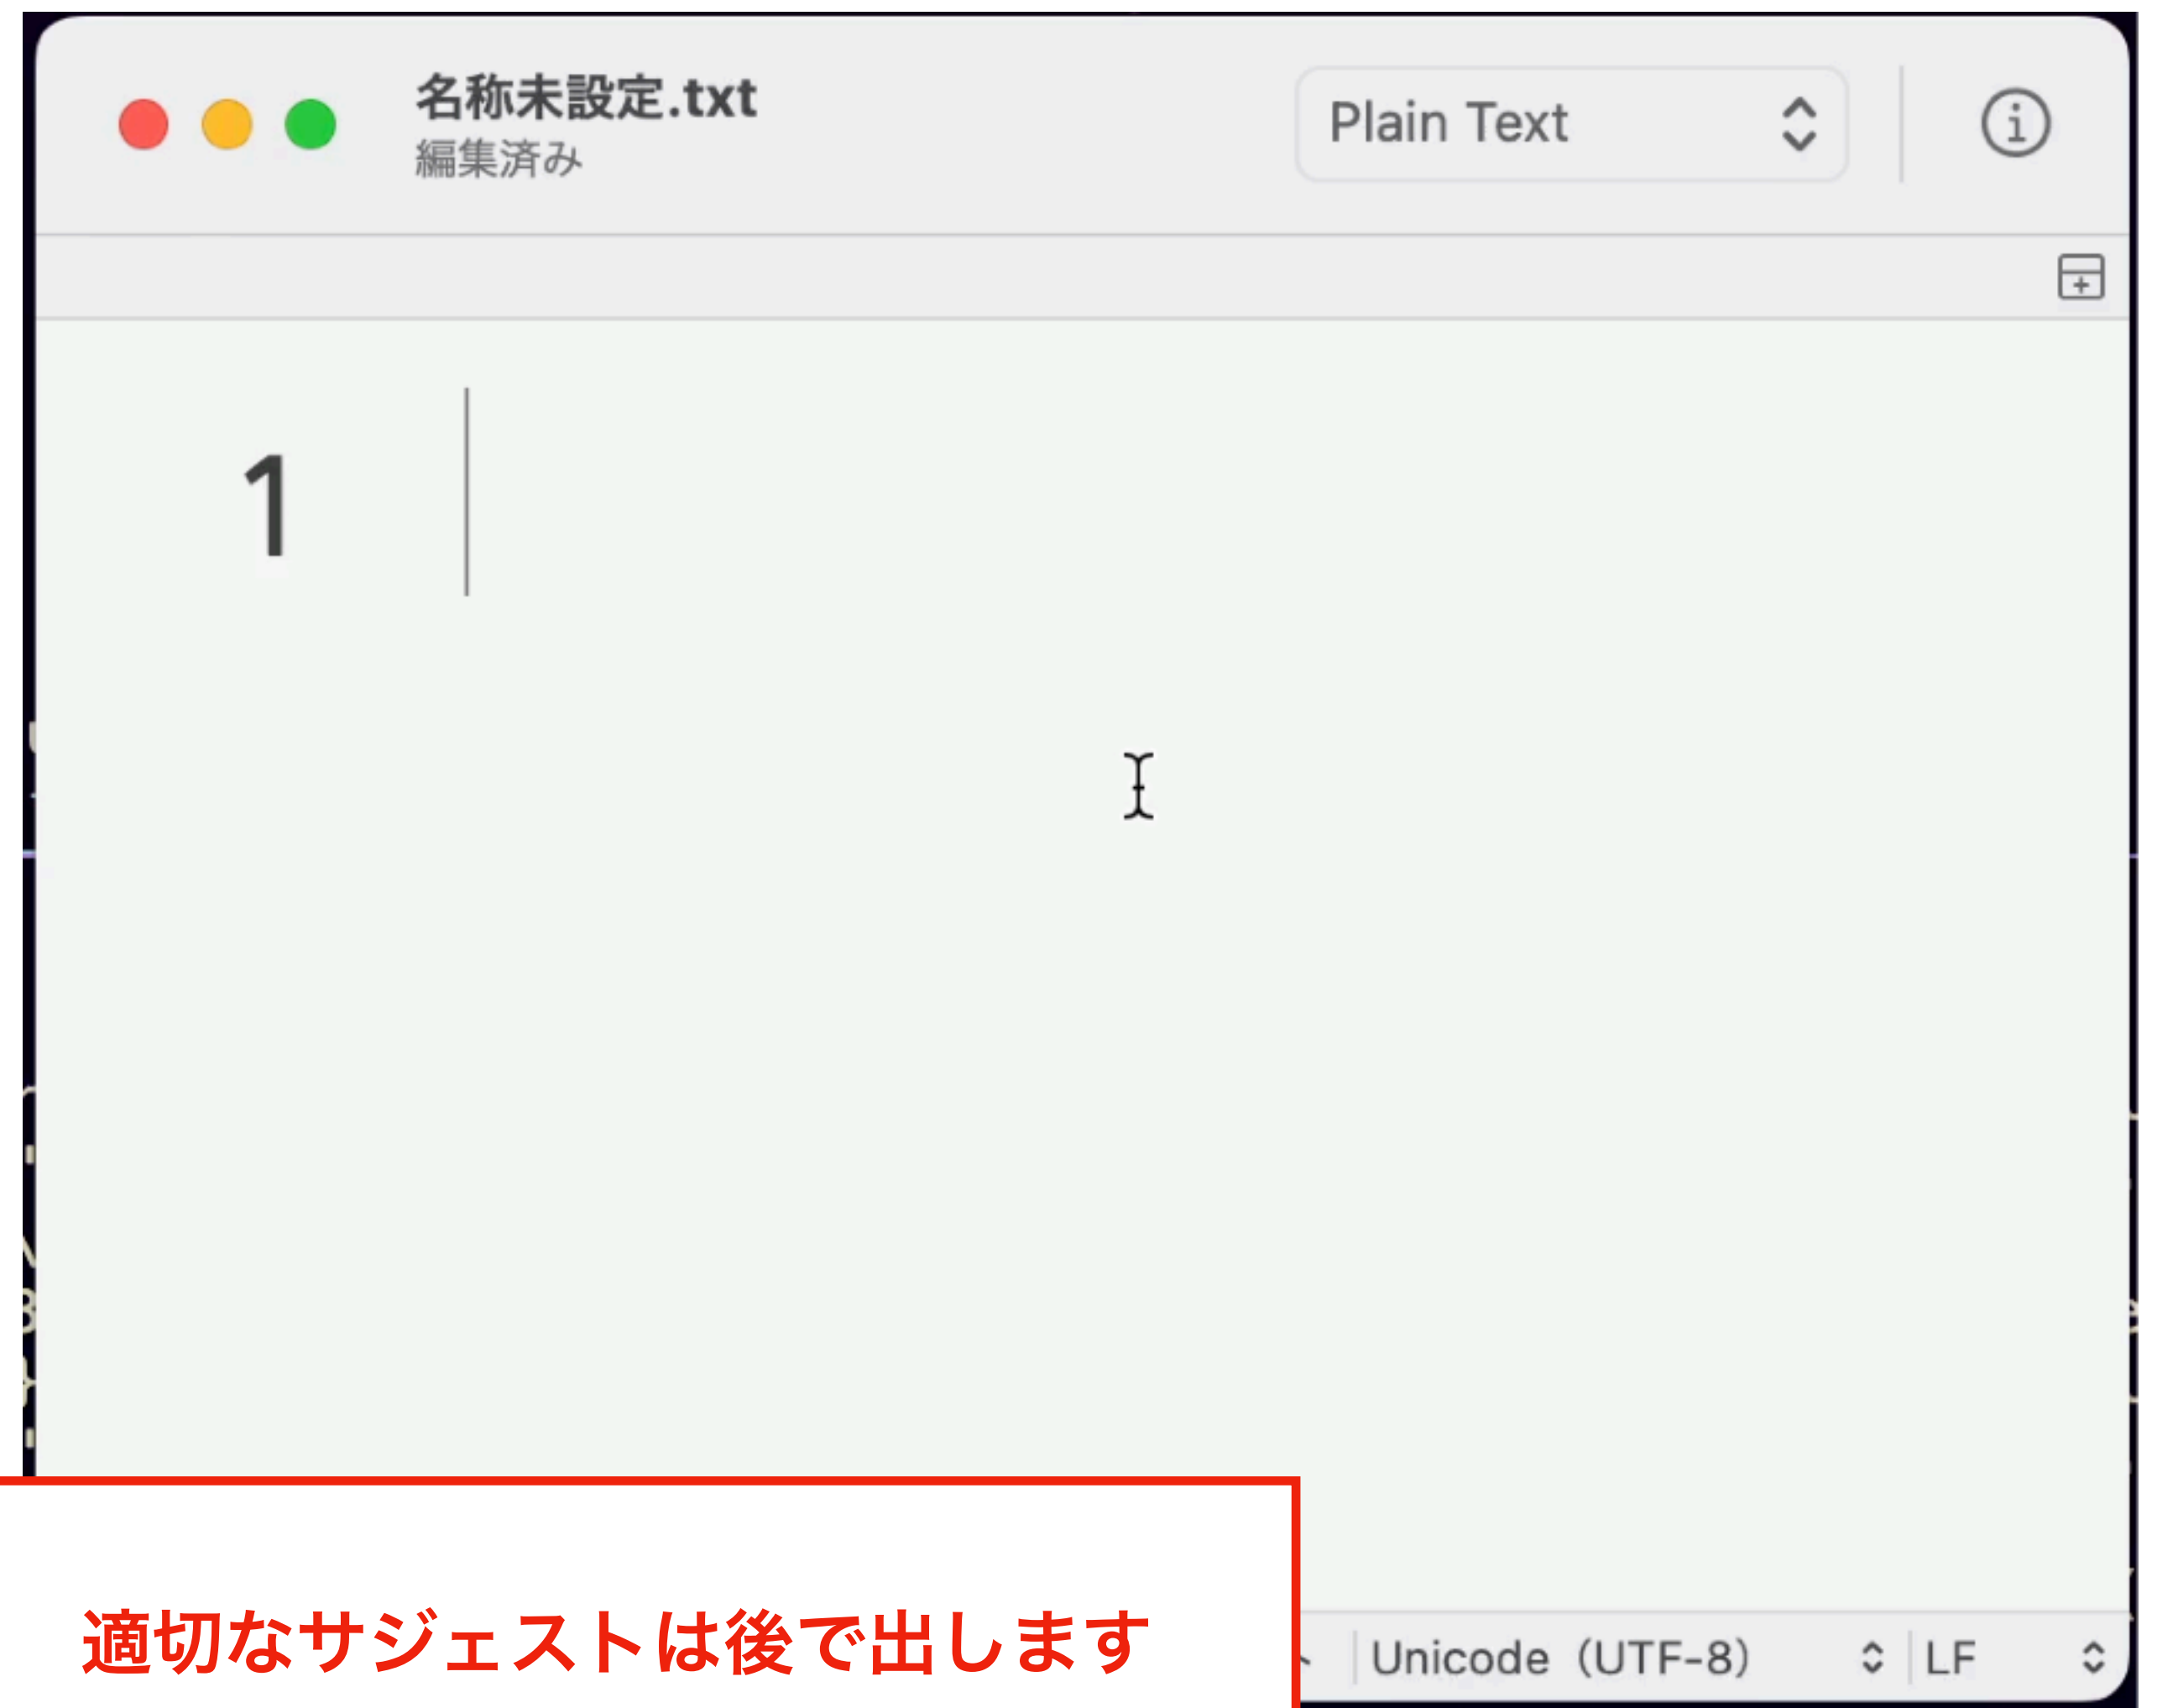 名称未設定.txt
編集済み
Plain Text
1
適切なサジェストは後で出します
Unicode（UTF-8）
LF